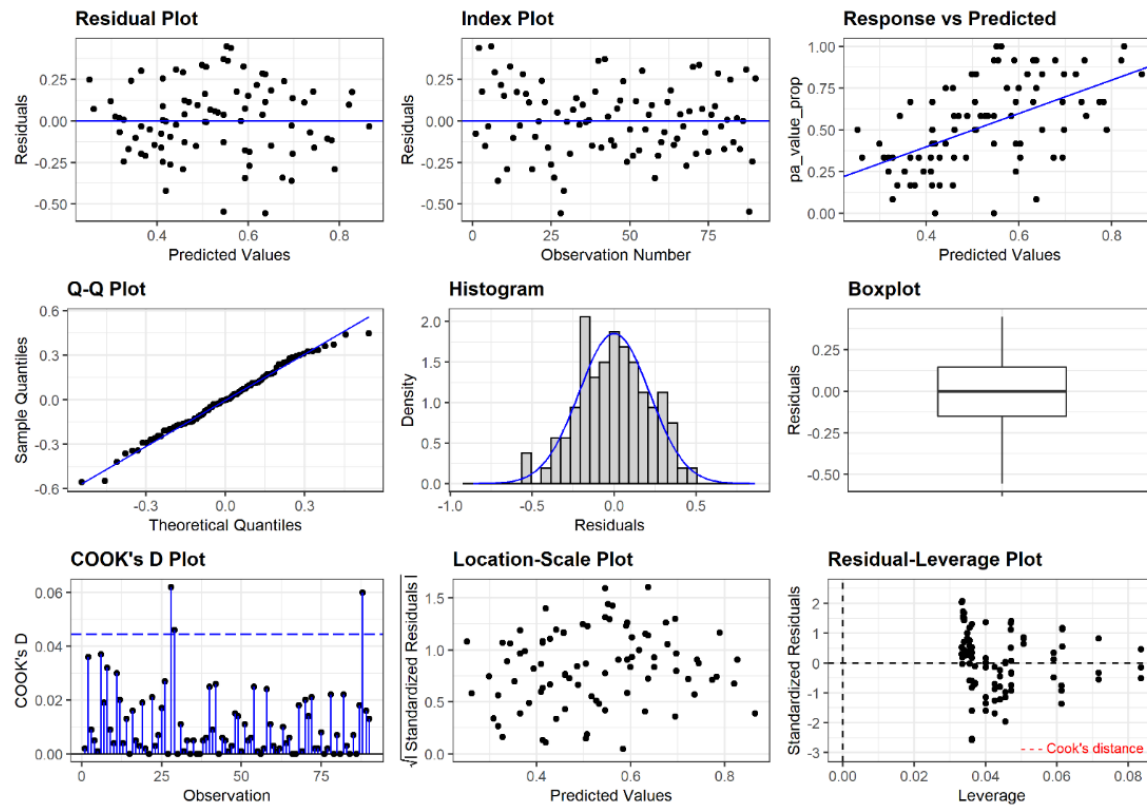 Residual Plot
Residuals
0.25
0.00
-0.25
-0.50
0.4
0.6
0.8
Predicted Values
Index Plot
Residuals
0.25
0.00
-0.25
-0.50
0
25
50
75
Observation Number
Response vs Predicted
pa_value_prop
1.00
0.75
0.50
0.25
0.00
0.4
0.6
0.8
Predicted Values
Q-Q Plot
Sample Quantiles
0.6
0.3
0.0
-0.3
-0.6
-0.3
0.0
0.3
Theoretical Quantiles
Histogram
Density
2.0
1.5
1.0
0.5
0.0
-1.0
-0.5
0.0
0.5
Residuals
Boxplot
Residuals
0.25
0.00
-0.25
-0.50
COOK's D Plot
COOK's D
0.06
0.04
0.02
0.00
0
25
50
75
Observation
Location-Scale Plot
√| Standardized Residuals |
1.5
1.0
0.5
0.0
0.4
0.6
0.8
Predicted Values
Residual-Leverage Plot
Standardized Residuals
2
1
0
-1
-2
-3
0.00
0.02
0.04
0.06
0.08
Cook's distance
Leverage